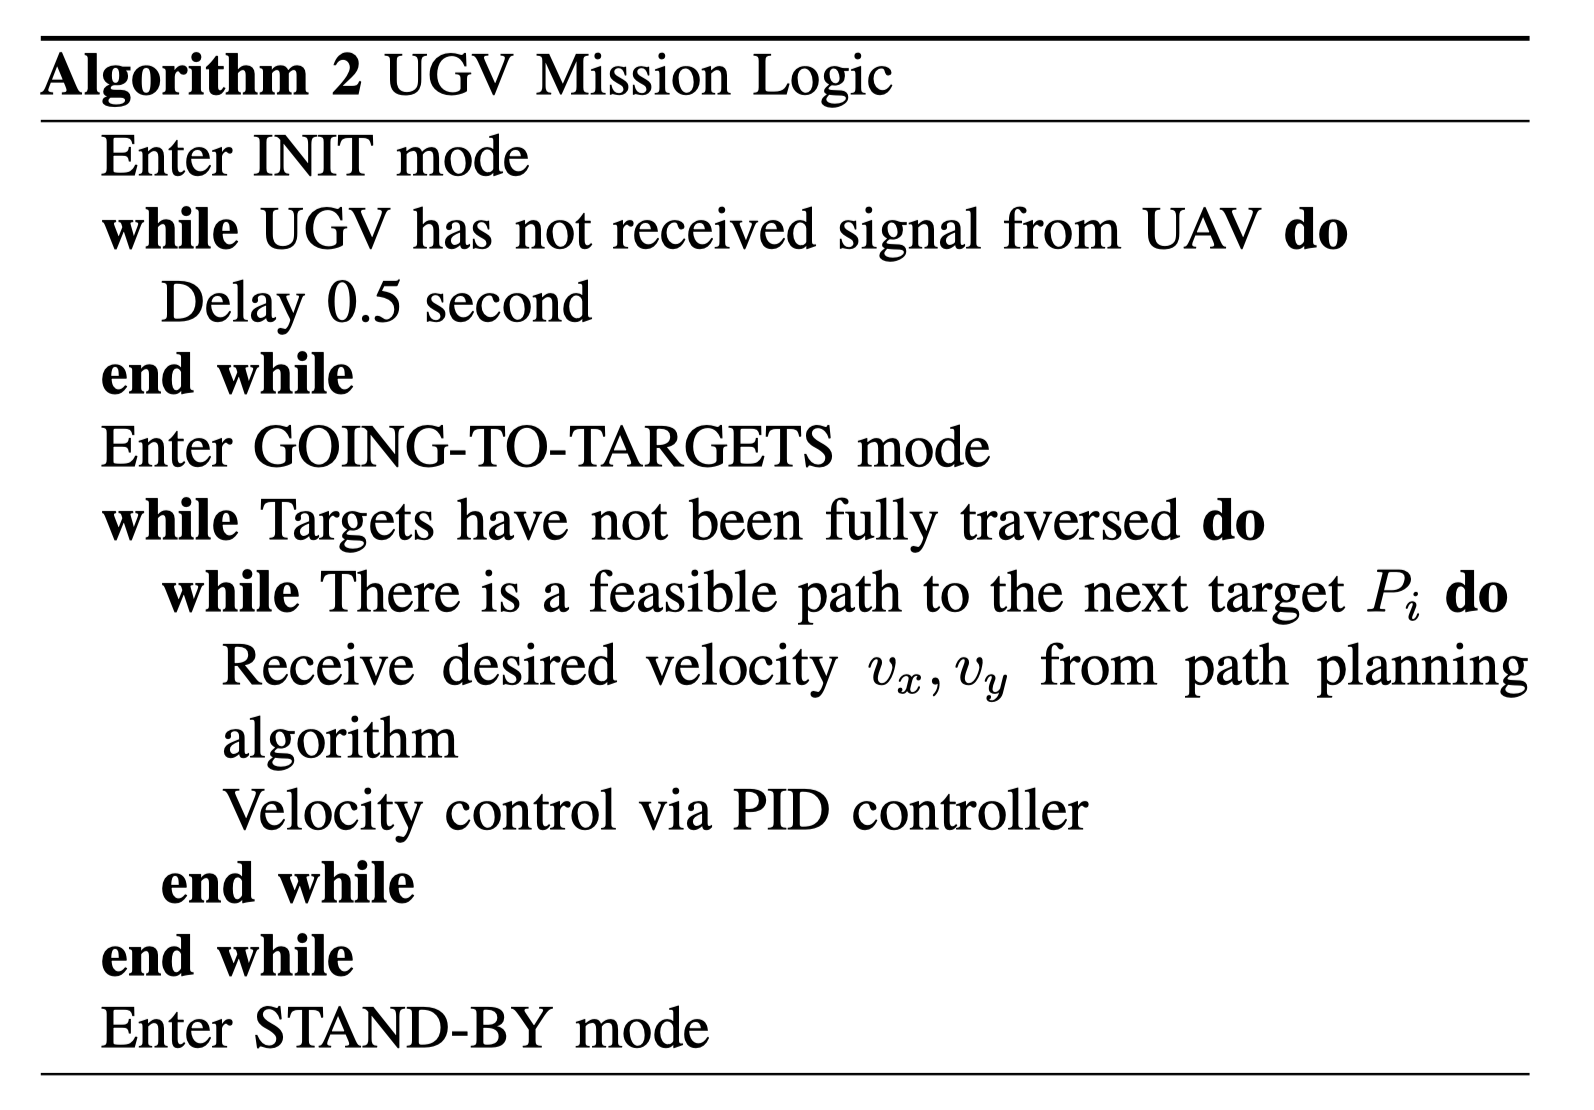 Algorithm 2 UGV Mission Logic
Enter INIT mode
while UGV has not received signal from UAV do
Delay 0.5 second
end while
Enter GOING-TO-TARGETS mode
while Targets have not been fully traversed do
while There is a feasible path to the next target $P_i$ do
Receive desired velocity $v_x, v_y$ from path planning
algorithm
Velocity control via PID controller
end while
end while
Enter STAND-BY mode